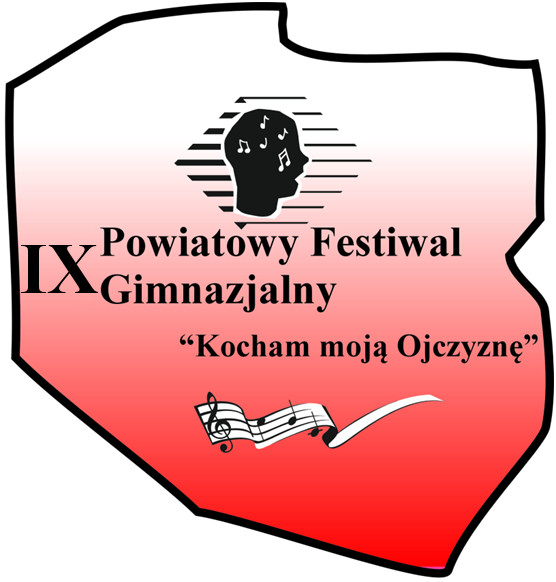 IX Powiatowy Festiwal
Gimnazjalny
“Kocham moją Ojczyznę”